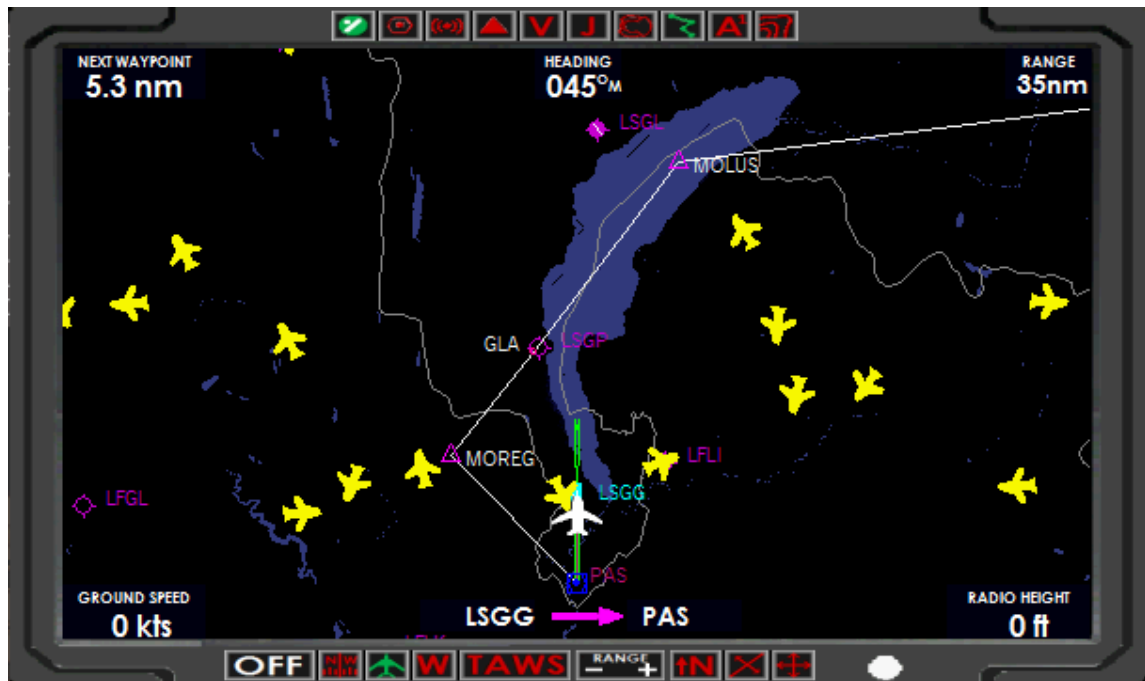 V J A¹
NEXT WAYPOINT HEADING RANGE
5.3 nm 045°M 35nm
LSGL
MOLUS
GLA LSGP
MOREG LFLI
LFGL LSGG
PAS
GROUND SPEED RADIO HEIGHT
0 kts LSGG PAS 0 ft
OFF N W TAWS - RANGE + N